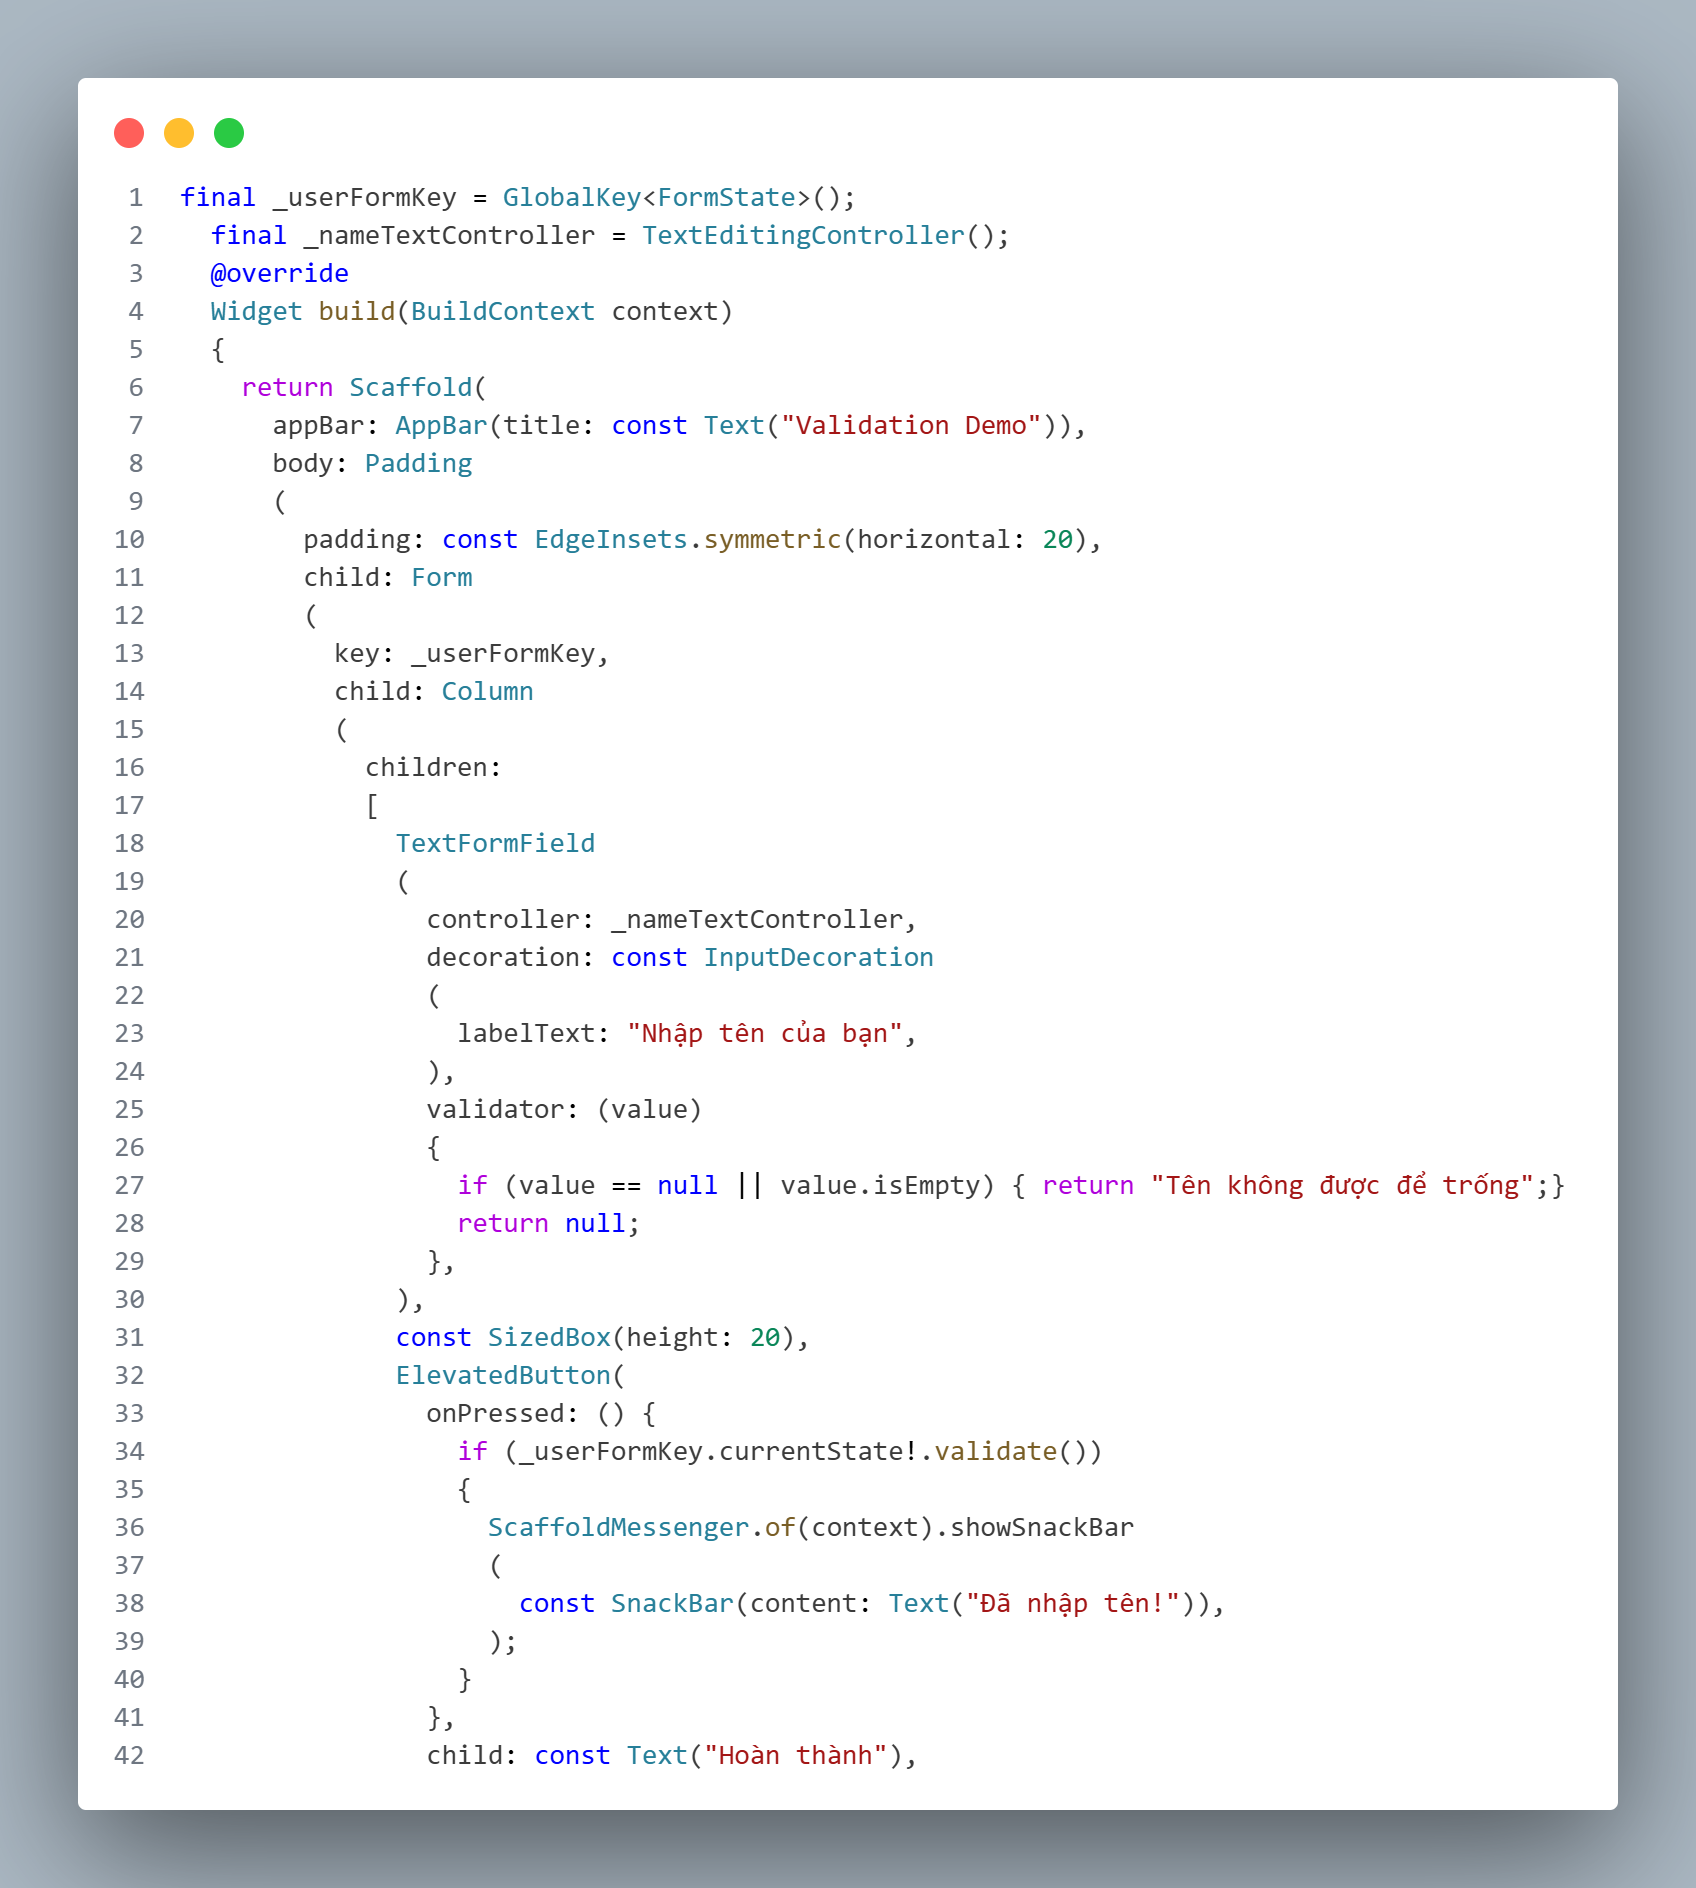 1 final _userFormKey = GlobalKey<FormState>();
2   final _nameTextController = TextEditingController();
3   @override
4   Widget build(BuildContext context)
5   {
6     return Scaffold(
7       appBar: AppBar(title: const Text("Validation Demo")),
8       body: Padding
9       (
10         padding: const EdgeInsets.symmetric(horizontal: 20),
11         child: Form
12         (
13           key: _userFormKey,
14           child: Column
15           (
16             children:
17             [
18               TextFormField
19               (
20                 controller: _nameTextController,
21                 decoration: const InputDecoration
22                 (
23                   labelText: "Nhập tên của bạn",
24                 ),
25                 validator: (value)
26                 {
27                   if (value == null || value.isEmpty) { return "Tên không được để trống";}
28                   return null;
29                 },
30               ),
31               const SizedBox(height: 20),
32               ElevatedButton(
33                 onPressed: () {
34                   if (_userFormKey.currentState!.validate())
35                   {
36                     ScaffoldMessenger.of(context).showSnackBar
37                     (
38                       const SnackBar(content: Text("Đã nhập tên!")),
39                     );
40                   }
41                 },
42                 child: const Text("Hoàn thành"),